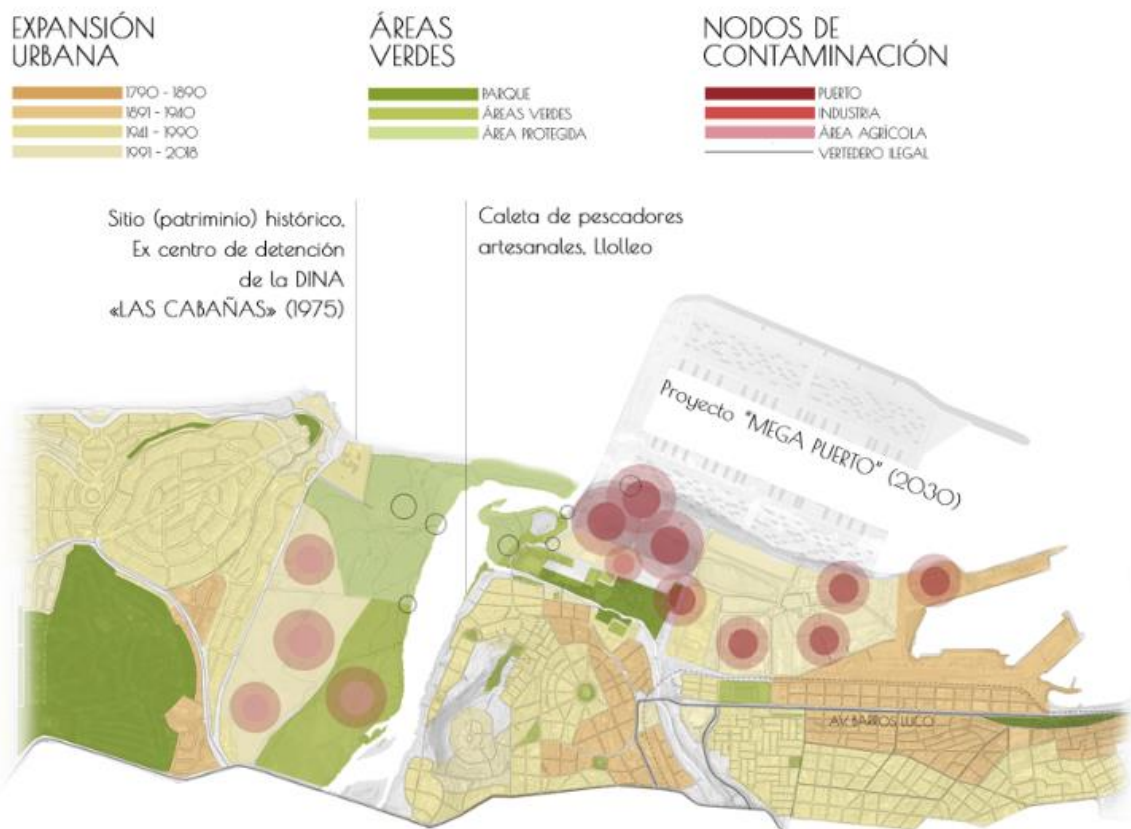 EXPANSIÓN
URBANA
1790 - 1890
1891 - 1940
1941 - 1990
1991 - 2018
ÁREAS
VERDES
PARQUE
ÁREAS VERDES
ÁREA PROTEGIDA
NODOS DE
CONTAMINACIÓN
PUERTO
INDUSTRIA
ÁREA AGRÍCOLA
VERTEDERO ILEGAL
Sitio (patriminio) histórico,
Ex centro de detención
de la DINA
«LAS CABAÑAS» (1975)
Caleta de pescadores
artesanales, Llolleo
Proyecto "MEGA PUERTO" (2030)
AV. BARROS LUCO